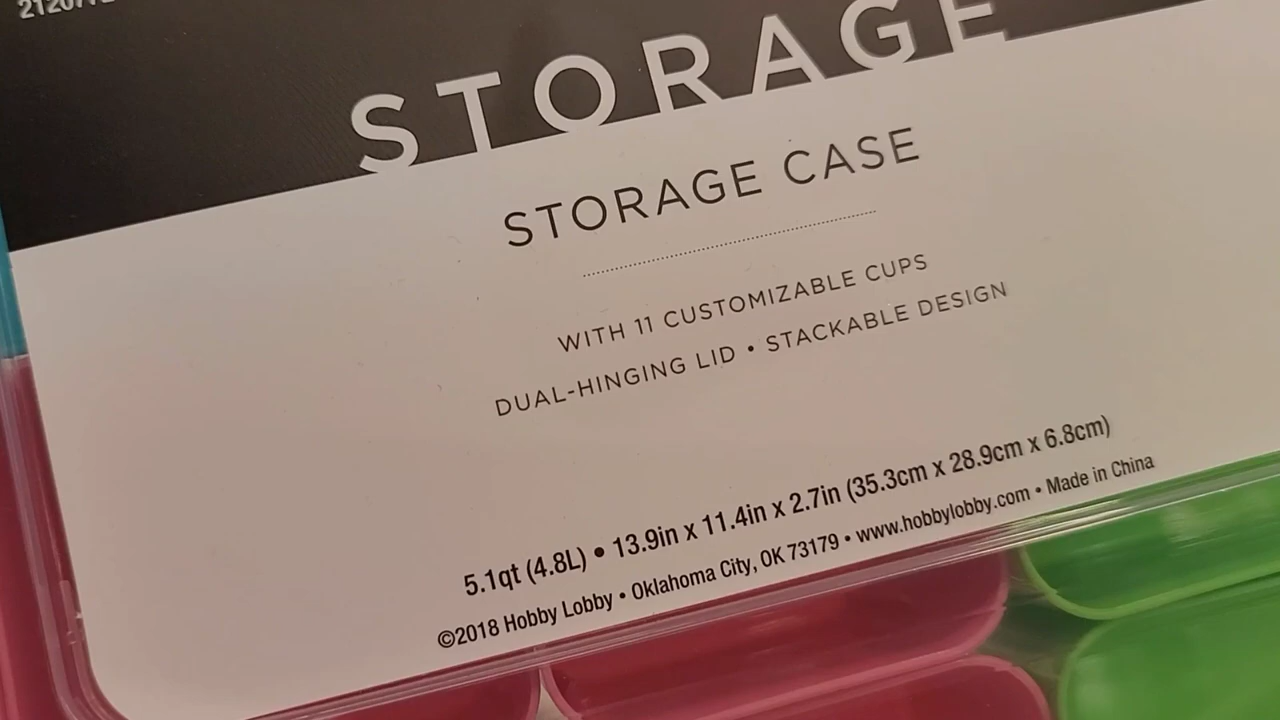 STORAGE
STORAGE CASE
WITH 11 CUSTOMIZABLE CUPS
DUAL-HINGING LID • STACKABLE DESIGN
5.1qt (4.8L) • 13.9in x 11.4in x 2.7in (35.3cm x 28.9cm x 6.8cm)
©2018 Hobby Lobby • Oklahoma City, OK 73179 • www.hobbylobby.com • Made in China